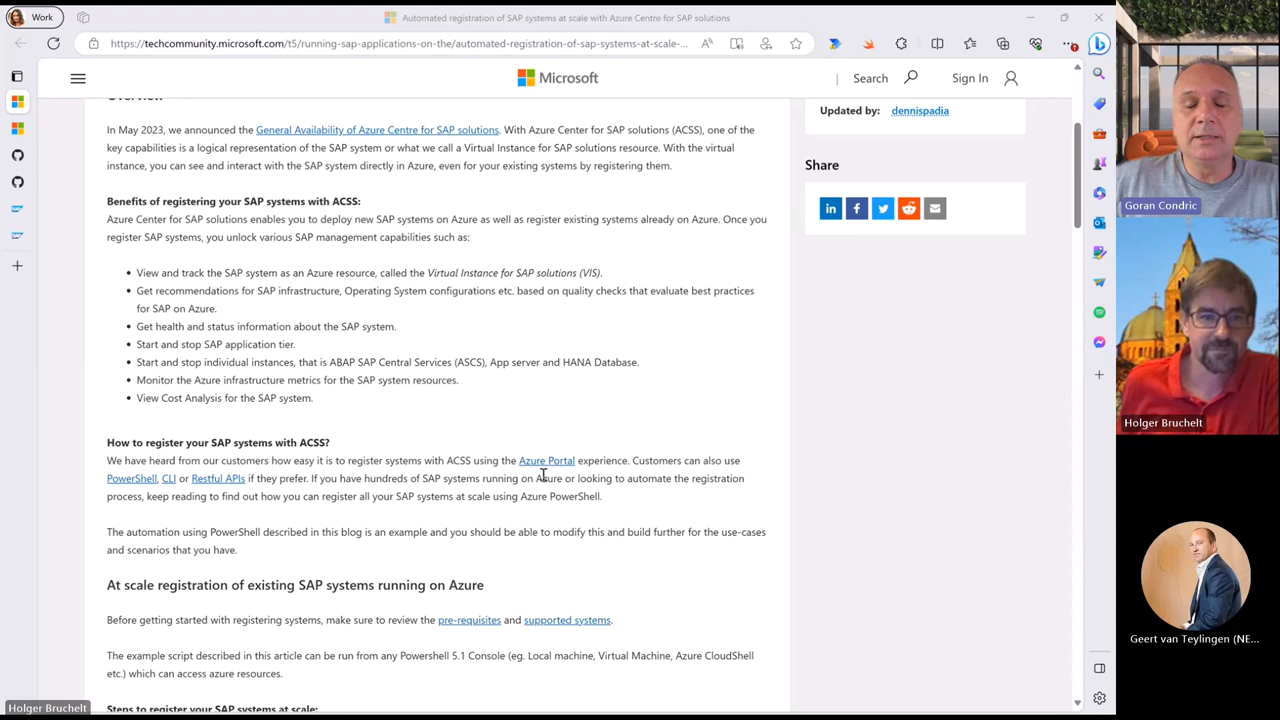 Work
Automated registration of SAP systems at scale with Azure Centre for SAP solutions
https://techcommunity.microsoft.com/t5/running-sap-applications-on-the/automated-registration-of-sap-systems-at-scale-...
Microsoft
Search
Sign In
Overview
In May 2023, we announced the General Availability of Azure Centre for SAP solutions. With Azure Center for SAP solutions (ACSS), one of the
key capabilities is a logical representation of the SAP system or what we call a Virtual Instance for SAP solutions resource. With the virtual
instance, you can see and interact with the SAP system directly in Azure, even for your existing systems by registering them.
Benefits of registering your SAP systems with ACSS:
Azure Center for SAP solutions enables you to deploy new SAP systems on Azure as well as register existing systems already on Azure. Once you
register SAP systems, you unlock various SAP management capabilities such as:
• View and track the SAP system as an Azure resource, called the Virtual Instance for SAP solutions (VIS).
• Get recommendations for SAP infrastructure, Operating System configurations etc. based on quality checks that evaluate best practices
for SAP on Azure.
• Get health and status information about the SAP system.
• Start and stop SAP application tier.
• Start and stop individual instances, that is ABAP SAP Central Services (ASCS), App server and HANA Database.
• Monitor the Azure infrastructure metrics for the SAP system resources.
• View Cost Analysis for the SAP system.
How to register your SAP systems with ACSS?
We have heard from our customers how easy it is to register systems with ACSS using the Azure Portal experience. Customers can also use
PowerShell, CLI or Restful APIs if they prefer. If you have hundreds of SAP systems running on Azure or looking to automate the registration
process, keep reading to find out how you can register all your SAP systems at scale using Azure PowerShell.
The automation using PowerShell described in this blog is an example and you should be able to modify this and build further for the use-cases
and scenarios that you have.
At scale registration of existing SAP systems running on Azure
Before getting started with registering systems, make sure to review the pre-requisites and supported systems.
The example script described in this article can be run from any Powershell 5.1 Console (eg. Local machine, Virtual Machine, Azure CloudShell
etc.) which can access azure resources.
Steps to register your SAP systems at scale:
Updated by: dennispadia
Share
Goran Condric
Holger Bruchelt
Geert van Teylingen (NE...
Holger Bruchelt